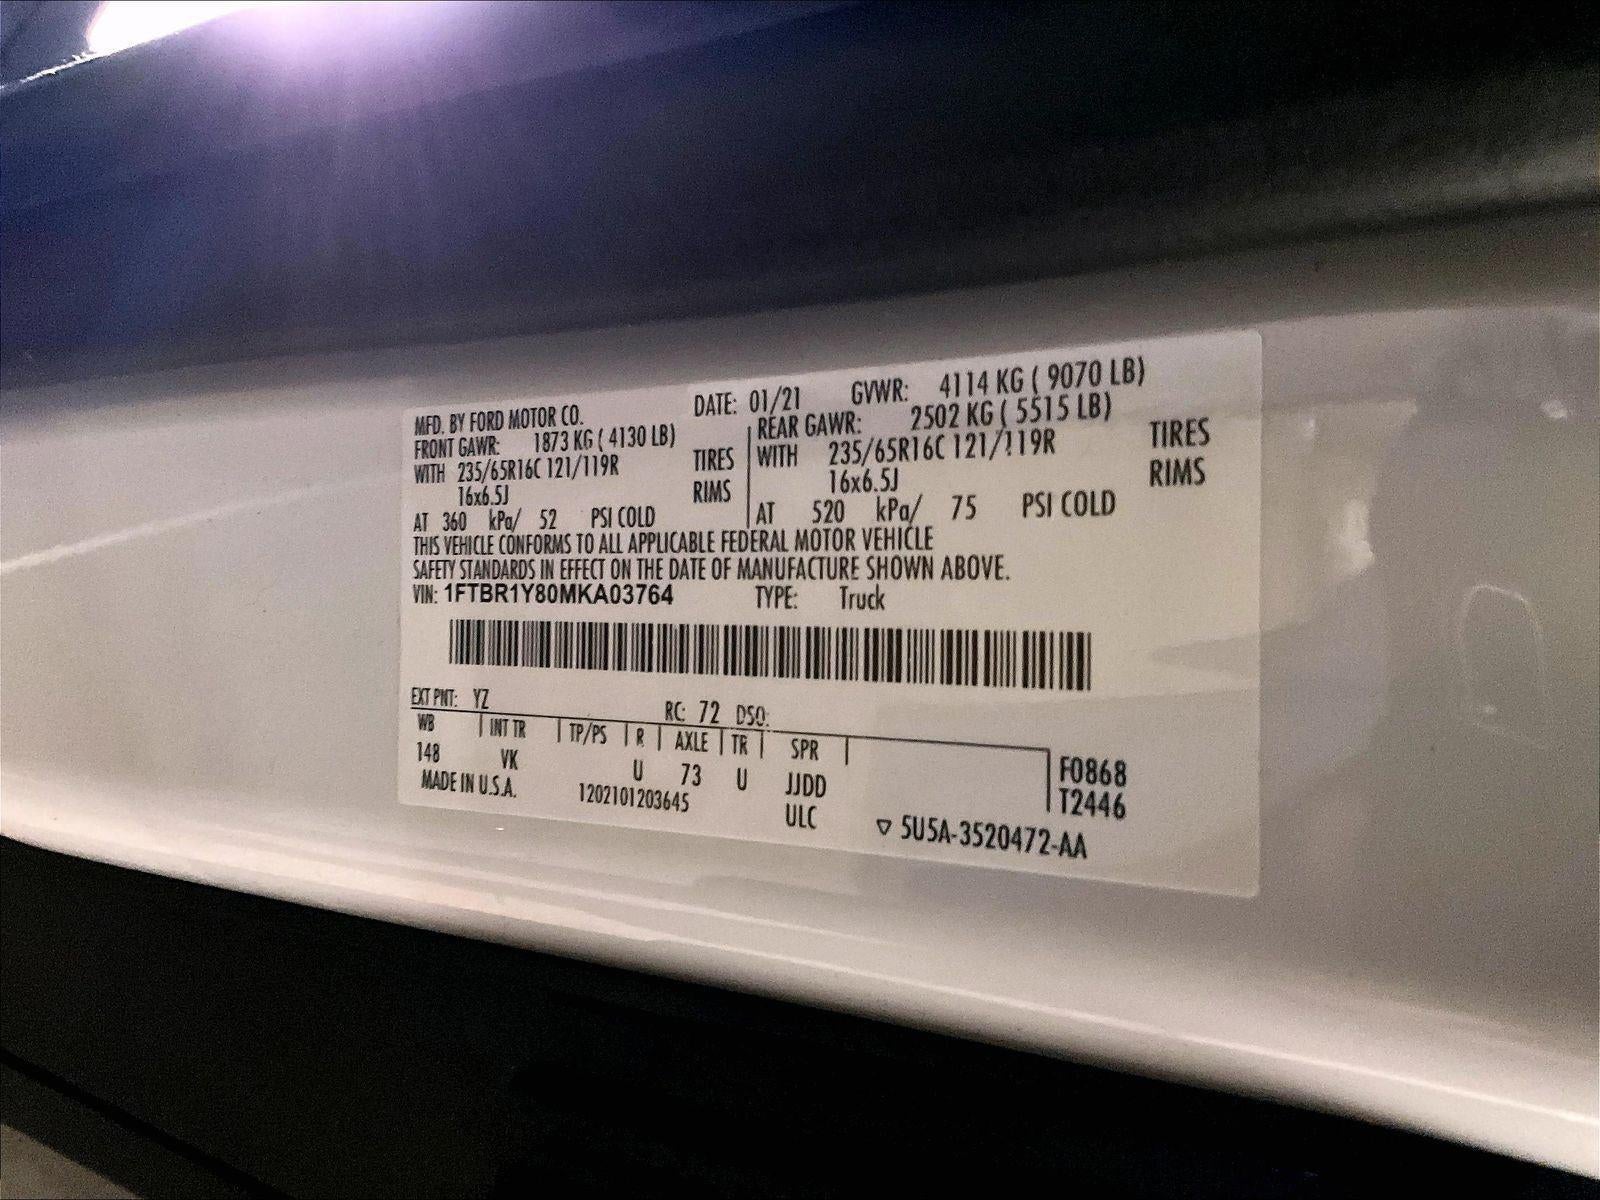 MFD. BY FORD MOTOR CO. DATE: 01/21 GVWR: 4114 KG ( 9070 LB)
FRONT GAWR: 1873 KG ( 4130 LB) REAR GAWR: 2502 KG ( 5515 LB)
WITH 235/65R16C 121/119R TIRES WITH 235/65R16C 121/119R TIRES
16x6.5J RIMS 16x6.5J RIMS
AT 360 kPa/ 52 PSI COLD AT 520 kPa/ 75 PSI COLD
THIS VEHICLE CONFORMS TO ALL APPLICABLE FEDERAL MOTOR VEHICLE
SAFETY STANDARDS IN EFFECT ON THE DATE OF MANUFACTURE SHOWN ABOVE.
VIN: 1FTBR1Y80MKA03764 TYPE: Truck
EXT PNT: YZ RC: 72 DSO:
WB INT TR TP/PS R AXLE TR SPR
148 VK U 73 U JJDD F0868
MADE IN U.S.A. 1202101203645 ULC T2446
▽ 5U5A-3520472-AA